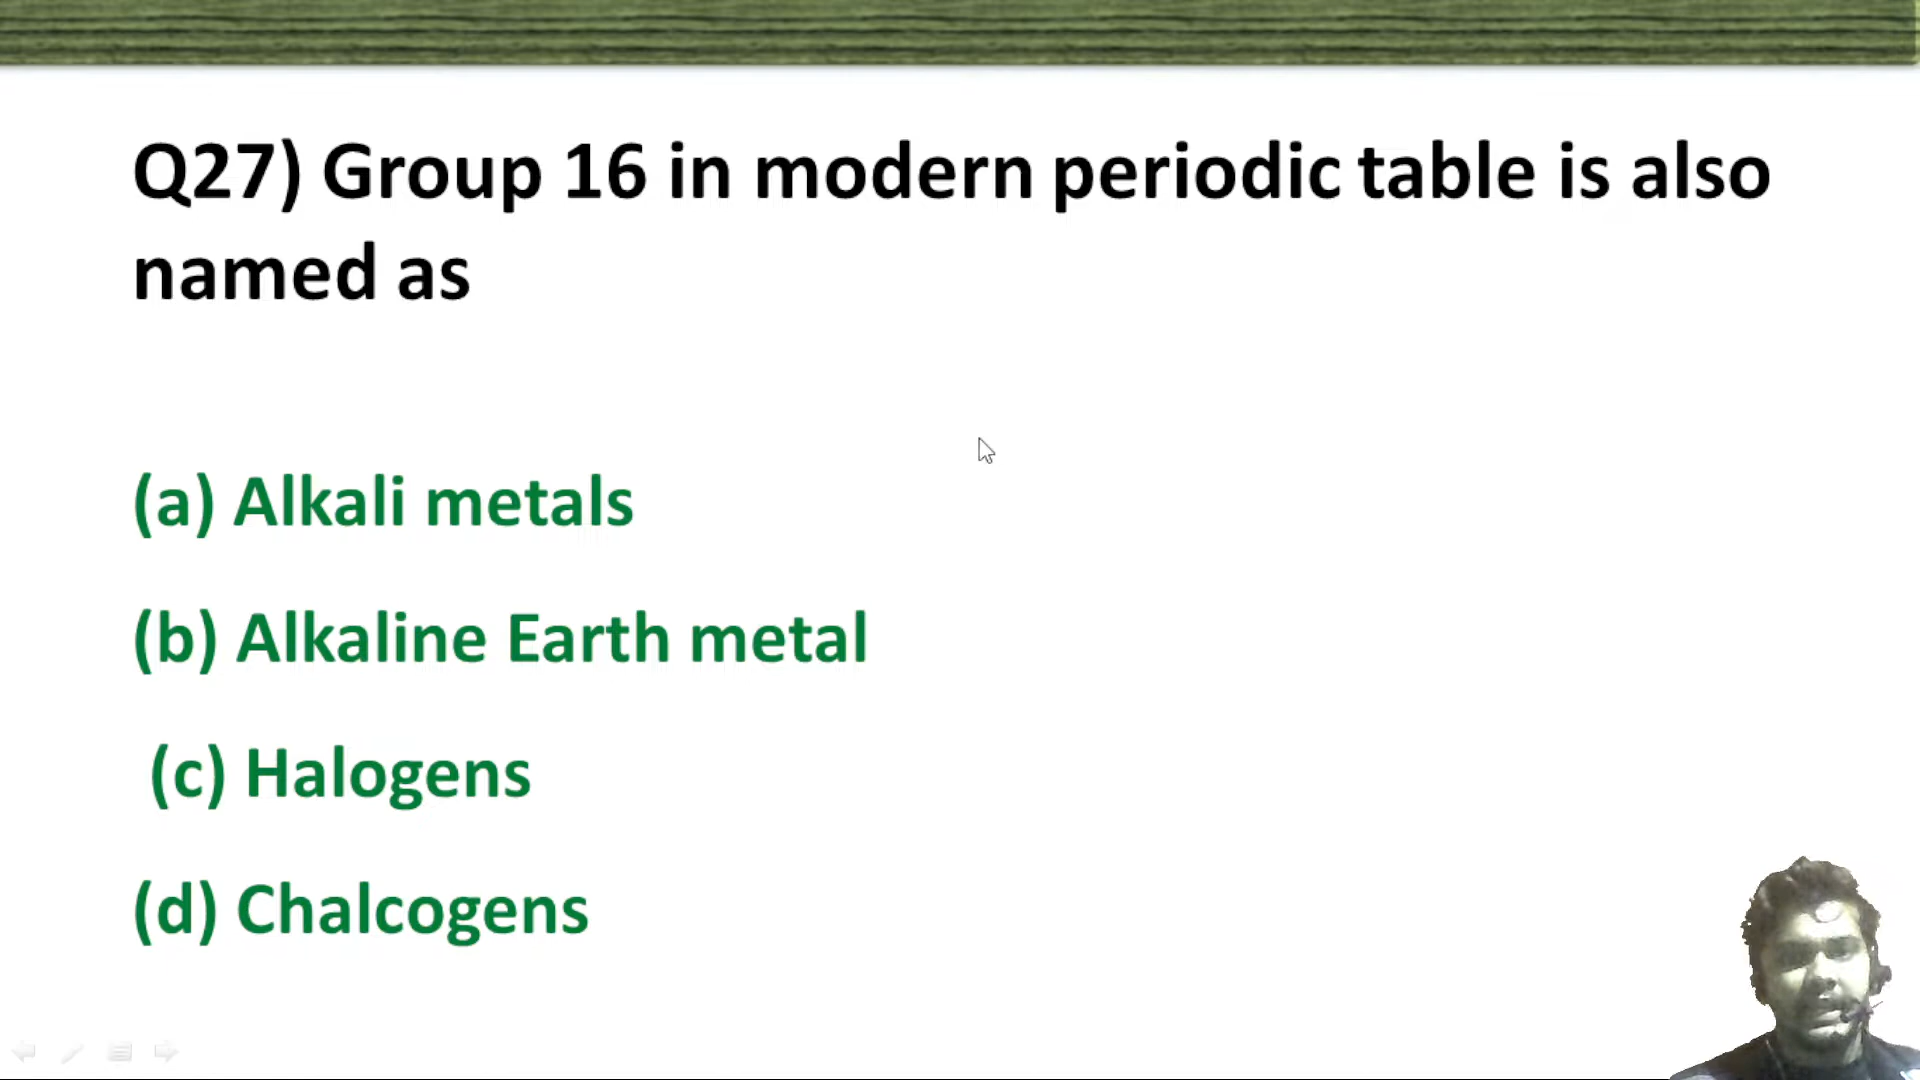 Q27) Group 16 in modern periodic table is also
named as
(a) Alkali metals
(b) Alkaline Earth metal
(c) Halogens
(d) Chalcogens